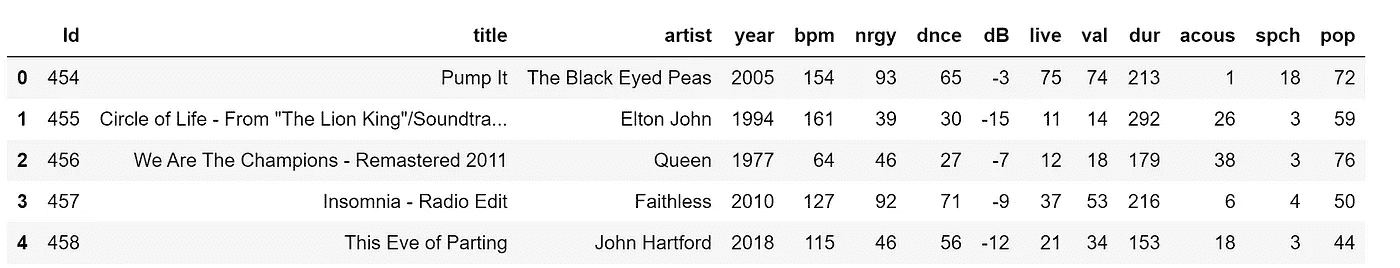 Id title artist year bpm nrgy dnce dB live val dur acous spch pop
0 454 Pump It The Black Eyed Peas 2005 154 93 65 -3 75 74 213 1 18 72
1 455 Circle of Life - From "The Lion King"/Soundtra... Elton John 1994 161 39 30 -15 11 14 292 26 3 59
2 456 We Are The Champions - Remastered 2011 Queen 1977 64 46 27 -7 12 18 179 38 3 76
3 457 Insomnia - Radio Edit Faithless 2010 127 92 71 -9 37 53 216 6 4 50
4 458 This Eve of Parting John Hartford 2018 115 46 56 -12 21 34 153 18 3 44